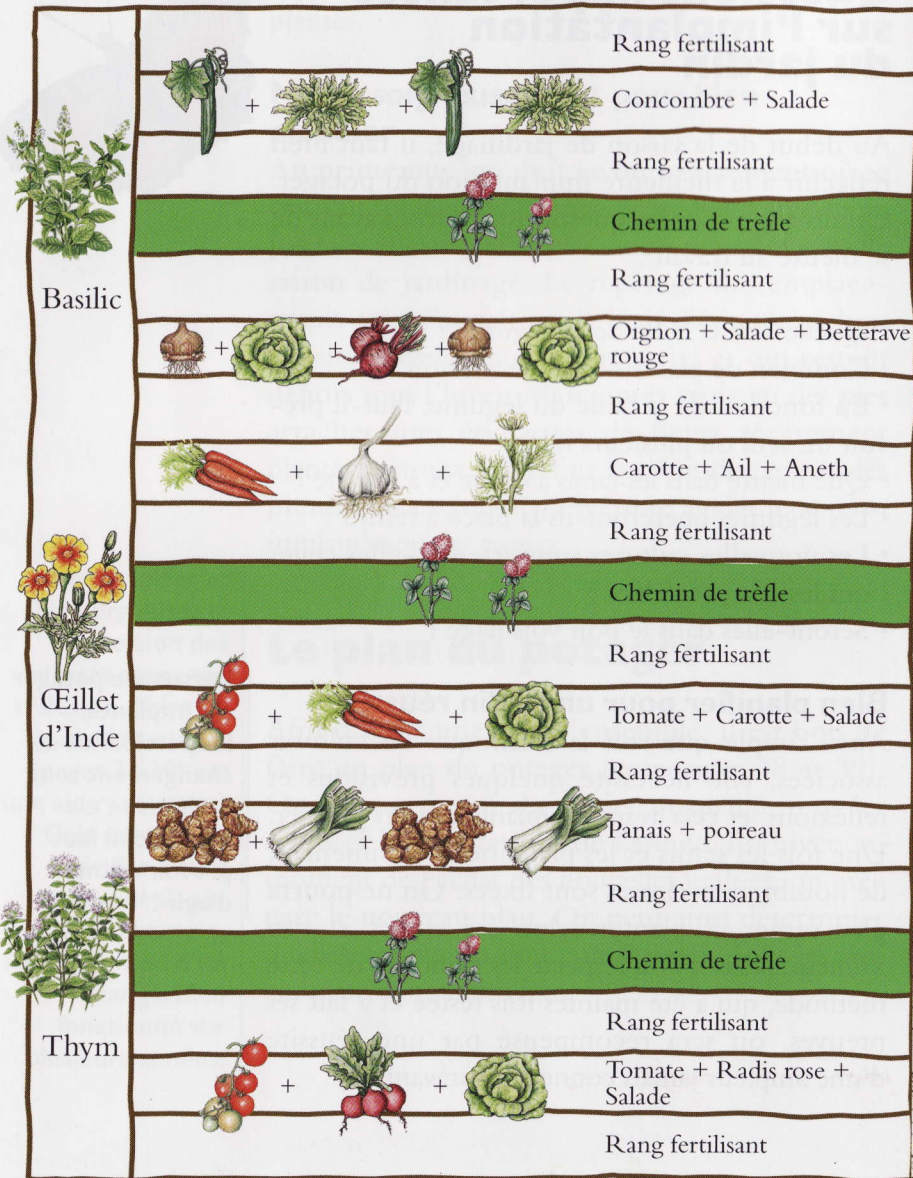 Rang fertilisant
Concombre + Salade
Rang fertilisant
Chemin de trèfle
Rang fertilisant
Basilic
Oignon + Salade + Betterave
rouge
Rang fertilisant
Carotte + Ail + Aneth
Rang fertilisant
Chemin de trèfle
Rang fertilisant
Œillet
d'Inde
Tomate + Carotte + Salade
Rang fertilisant
Panais + poireau
Rang fertilisant
Chemin de trèfle
Rang fertilisant
Thym
Tomate + Radis rose +
Salade
Rang fertilisant